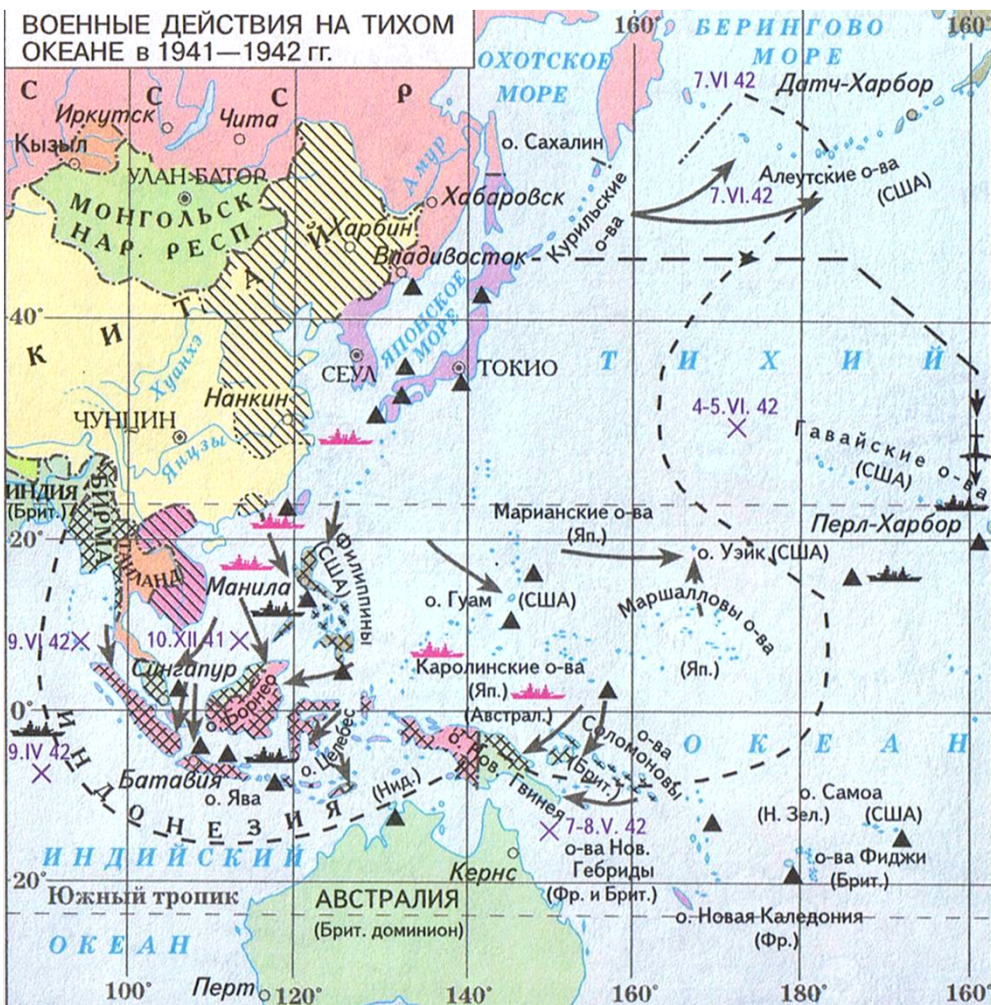 ВОЕННЫЕ ДЕЙСТВИЯ НА ТИХОМ
ОКЕАНЕ в 1941—1942 гг.
160°
БЕРИНГОВО
МОРЕ
160°
ОХОТСКОЕ
МОРЕ
С С С Р
7.VI 42
Датч-Харбор
Иркутск
Чита
Кызыл
о. Сахалин
Амур
УЛАН-БАТОР
Хабаровск
Алеутские о-ва
(США)
7.VI.42
МОНГОЛЬСК
НАР. РЕСП.
Курильские
о-ва
Харбин
Владивосток
КИТАЙ
40°
ЯПОНСКОЕ
МОРЕ
Т И Х И Й
Хуанхэ
СЕУЛ
ТОКИО
Нанкин
4-5.VI. 42
ЧУНЦИН
Янцзы
Гавайские о-ва
(США)
ИНДИЯ
(Брит.)
БИРМА
Марианские о-ва
(Яп.)
Перл-Харбор
20°
ТАИЛАНД
Филиппины
(США)
о. Уэйк (США)
Манила
о. Гуам (США)
Маршалловы о-ва
(Яп.)
9.VI 42
10.XII 41
Сингапур
Каролинские о-ва
(Яп.)
(Австрал.)
0°
о. Борнео
9.IV 42
ИНДОНЕЗИЯ
о. Целебес
о. Нов.
Гвинея
Соломоновы
о-ва
(Брит.)
О К Е А Н
Батавия
о. Ява
(Нид.)
о. Самоа
(Н. Зел.)
(США)
7-8.V. 42
ИНДИЙСКИЙ
Кернс
о-ва Нов.
Гебриды
(Фр. и Брит.)
о-ва Фиджи
(Брит.)
20°
Южный тропик
АВСТРАЛИЯ
(Брит. доминион)
о. Новая Каледония
(Фр.)
ОКЕАН
Перт
100°
120°
140°
160°
180°
160°